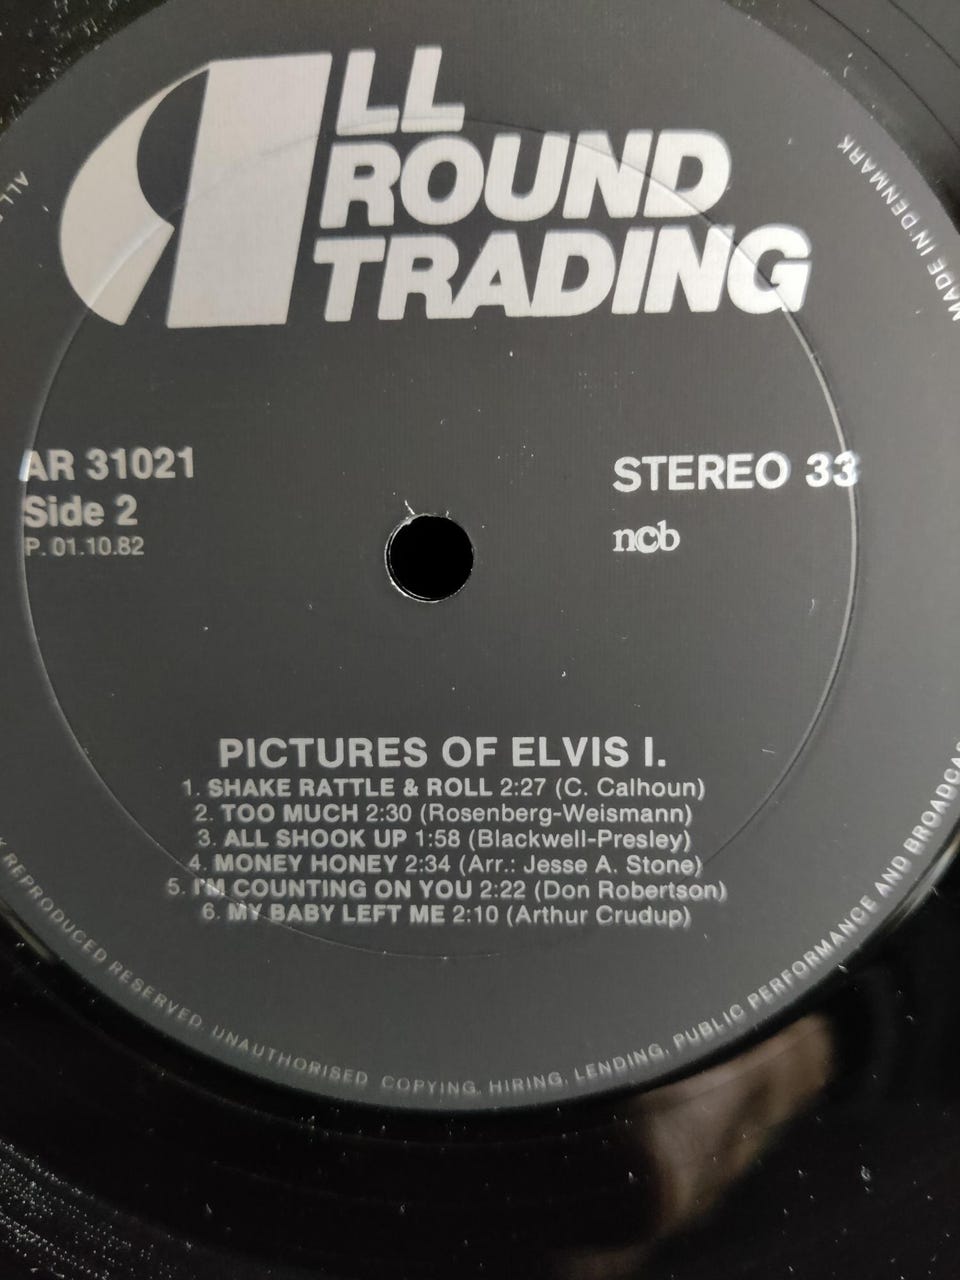 ALL
ROUND
TRADING
MADE IN DENMARK
AR 31021
Side 2
P. 01.10.82
STEREO 33
ncb
PICTURES OF ELVIS I.
1. SHAKE RATTLE & ROLL 2:27 (C. Calhoun)
2. TOO MUCH 2:30 (Rosenberg-Weismann)
3. ALL SHOOK UP 1:58 (Blackwell-Presley)
4. MONEY HONEY 2:34 (Arr.: Jesse A. Stone)
5. I'M COUNTING ON YOU 2:22 (Don Robertson)
6. MY BABY LEFT ME 2:10 (Arthur Crudup)
ALL
REPRODUCED RESERVED. UNAUTHORISED COPYING, HIRING, LENDING, PUBLIC PERFORMANCE AND BROADCAS